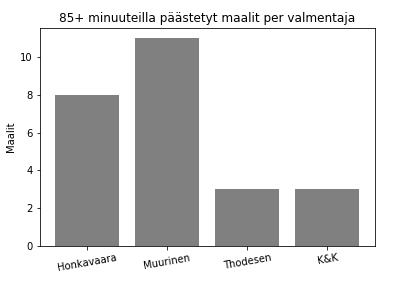 85+ minuuteilla päästetyt maalit per valmentaja
10
8
6
4
2
0
Maalit
Honkavaara
Muurinen
Thodesen
K&K